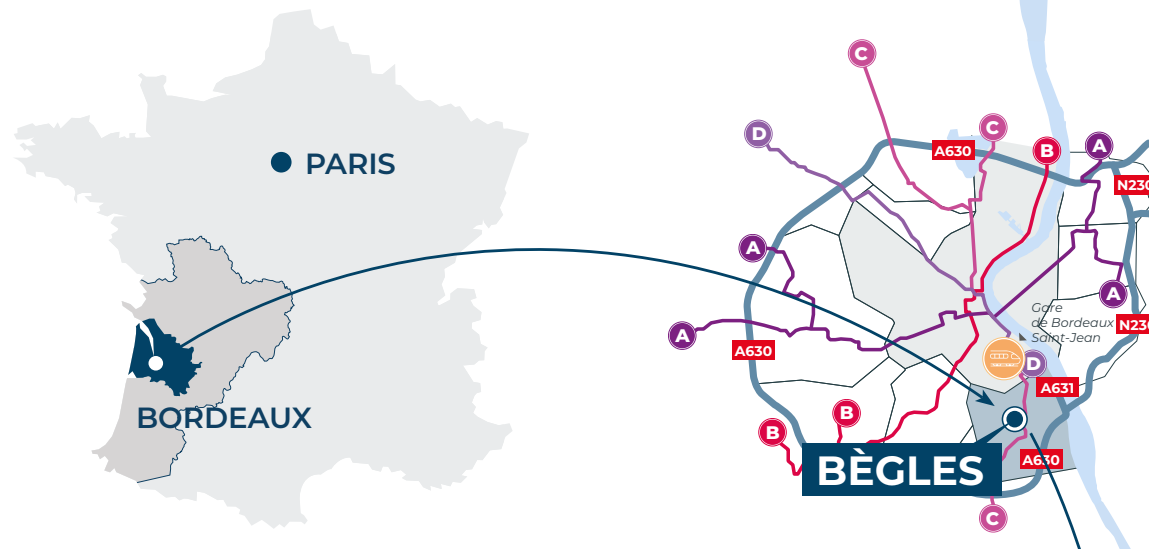 PARIS
BORDEAUX
C
D
C
A630
B
A
N230
A
A
Gare
de Bordeaux
Saint-Jean
N230
A
A630
D
A631
B
B
A630
BÈGLES
C